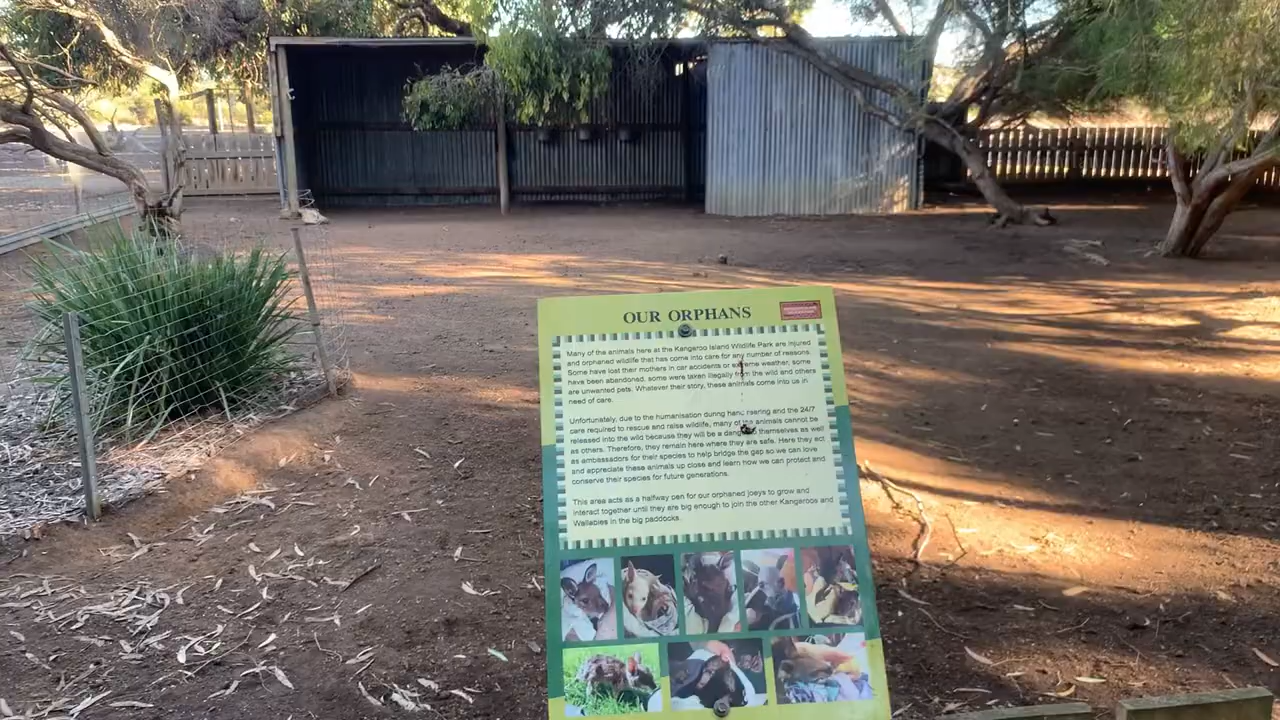 OUR ORPHANS
Many of the animals here at the Kangaroo Island Wildlife Park are injured
and orphaned wildlife that has come into care for any number of reasons.
Some have lost their mothers in car accidents or extreme weather, some
have been abandoned, some were taken illegally from the wild and others
are unwanted pets. Whatever their story, these animals come into us in
need of care.
Unfortunately, due to the humanisation during hand rearing and the 24/7
care required to rescue and raise wildlife, many of the animals cannot be
released into the wild because they will be a themselves as well
as others. Therefore, they remain here where they are safe. Here they act
as ambassadors for their species to help bridge the gap so we can love
and appreciate these animals up close and learn how we can protect and
conserve their species for future generations.
This area acts as a halfway pen for our orphaned joeys to grow and
interact together until they are big enough to join the other Kangaroos and
Wallabies in the big paddocks.